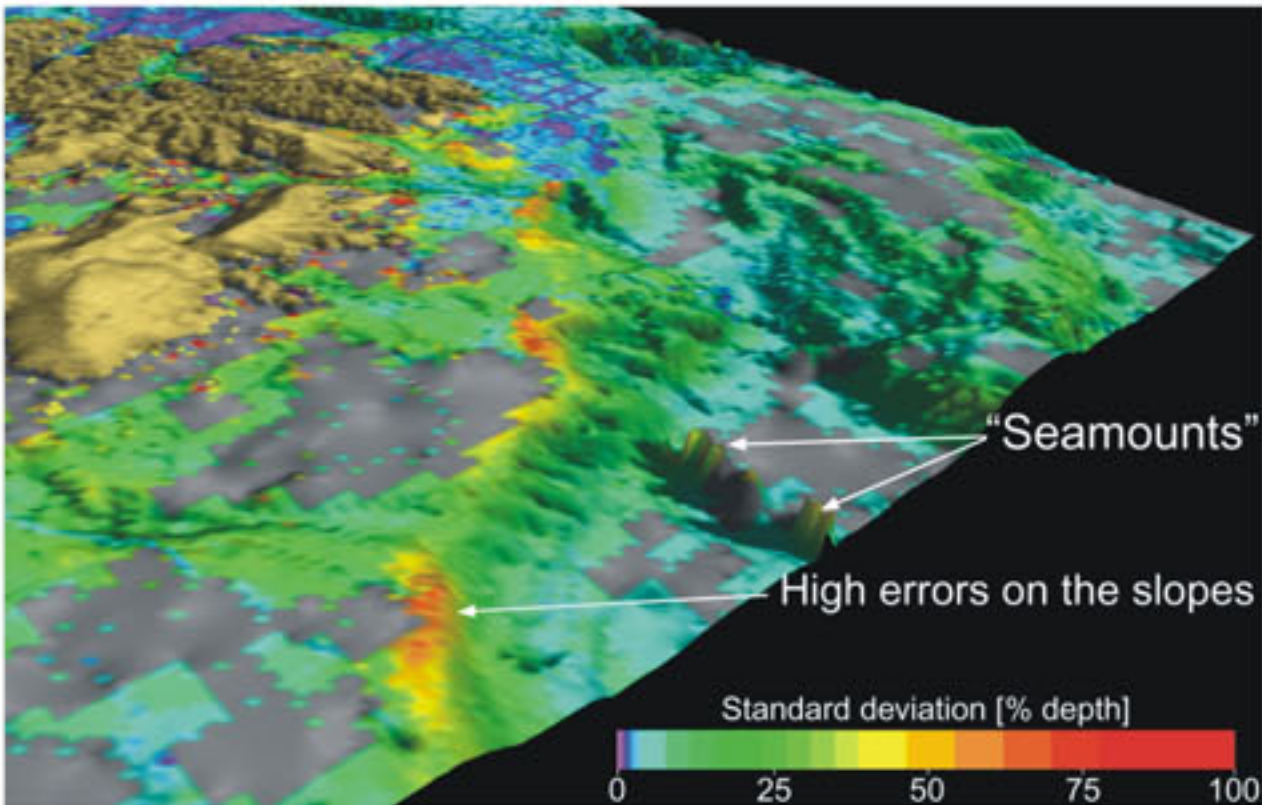 “Seamounts”
High errors on the slopes
Standard deviation [% depth]
0 25 50 75 100